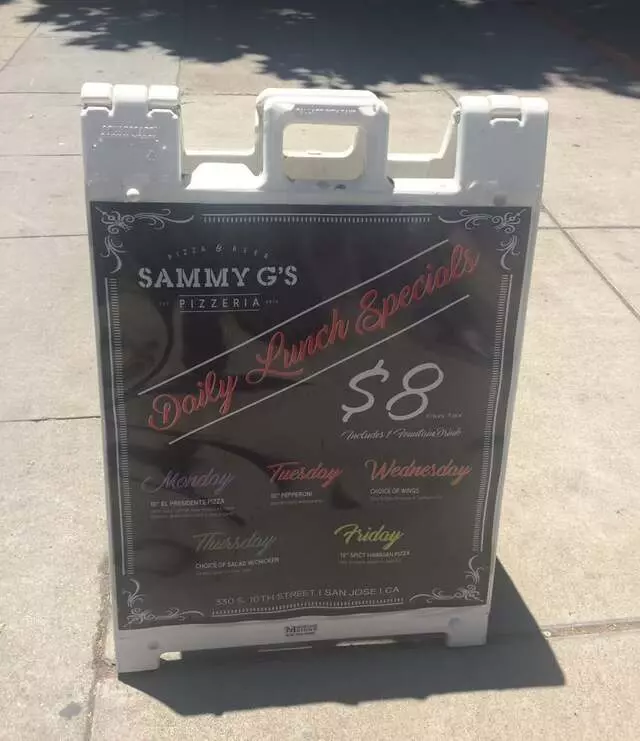 PIZZA & BEER
SAMMY G'S
PIZZERIA
Daily Lunch Specials
$8
Includes 1 Fountain Drink
Monday
10" EL PRESIDENTE PIZZA
Tuesday
10" PEPPERONI
Wednesday
CHOICE OF WINGS
Thursday
CHOICE OF SALAD W/CHICKEN
Friday
10" SPICY HAWAIIAN PIZZA
330 S. 10TH STREET | SAN JOSE | CA